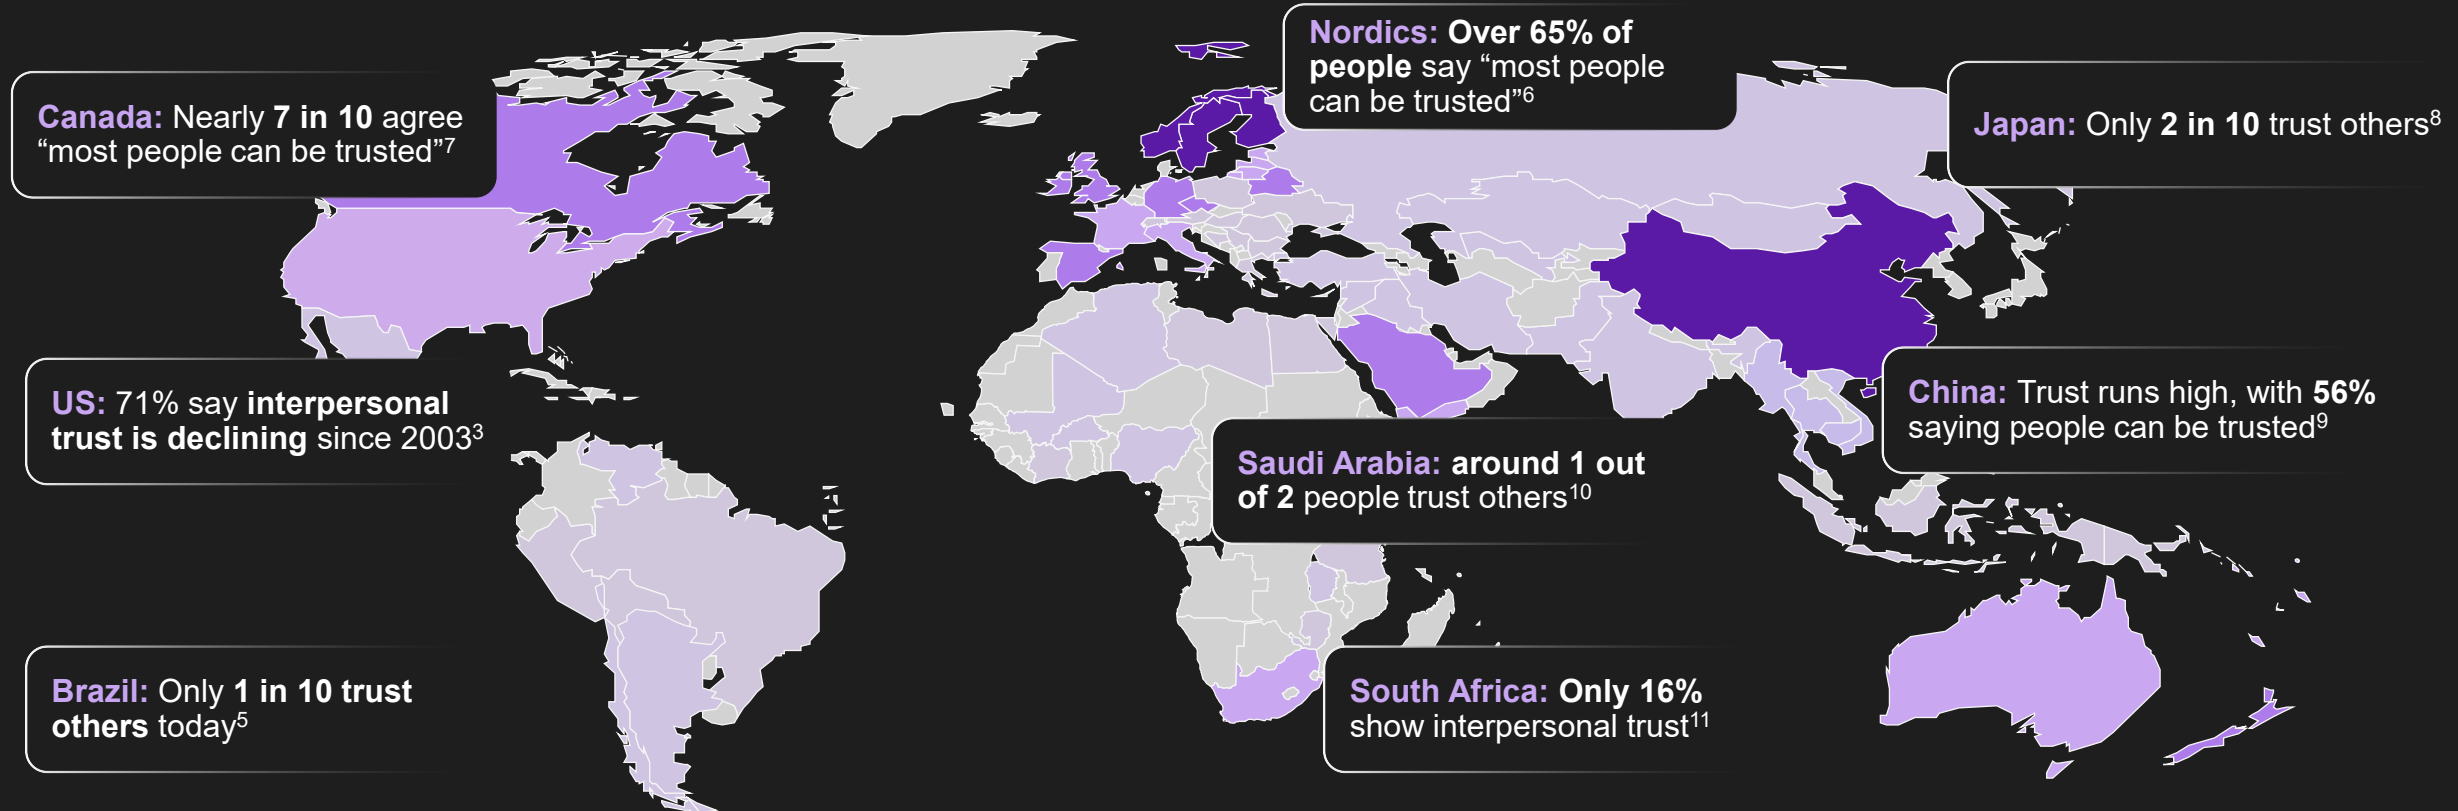 Nordics: Over 65% of
people say “most people
can be trusted”6
Canada: Nearly 7 in 10 agree
“most people can be trusted”7
Japan: Only 2 in 10 trust others8
US: 71% say interpersonal
trust is declining since 20033
China: Trust runs high, with 56%
saying people can be trusted9
Saudi Arabia: around 1 out
of 2 people trust others10
Brazil: Only 1 in 10 trust
others today5
South Africa: Only 16%
show interpersonal trust11